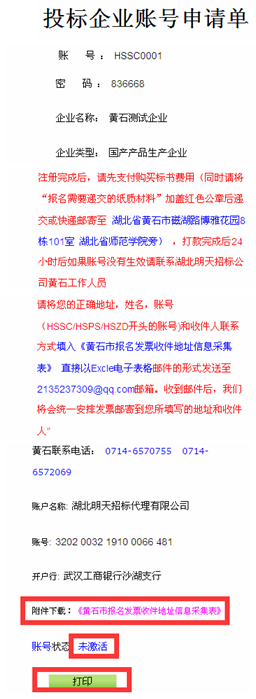 投标企业账号申请单
账 号： HSSC0001
密 码： 836668
企业名称： 黄石测试企业
企业类型： 国产产品生产企业
注册完成后，请先支付购买标书费用（同时请将
“报名需要递交的纸质材料”加盖红色公章后递
交或快递邮寄至 湖北省黄石市磁湖路博雅花园8
栋101室 湖北省师范学院旁） ，打款完成后24
小时后如果账号没有生效请联系湖北明天招标公
司黄石工作人员
请将您的正确地址，姓名，账号
（HSSC/HSPS/HSZD开头的账号)和收件人联系
方式填入《黄石市报名发票收件地址信息采集
表》 直接以Excle电子表格邮件的形式发送至
2135237309@qq.com邮箱。收到邮件后，我们
将会统一安排发票邮寄到您所填写的地址和收件
人"
黄石联系电话： 0714-6570755 0714-
6572069
账户名称: 湖北明天招标代理有限公司
账号: 3202 0032 1910 0066 481
开户行: 武汉工商银行沙湖支行
附件下载：《黄石市报名发票收件地址信息采集表》
账号状态 未激活
打印